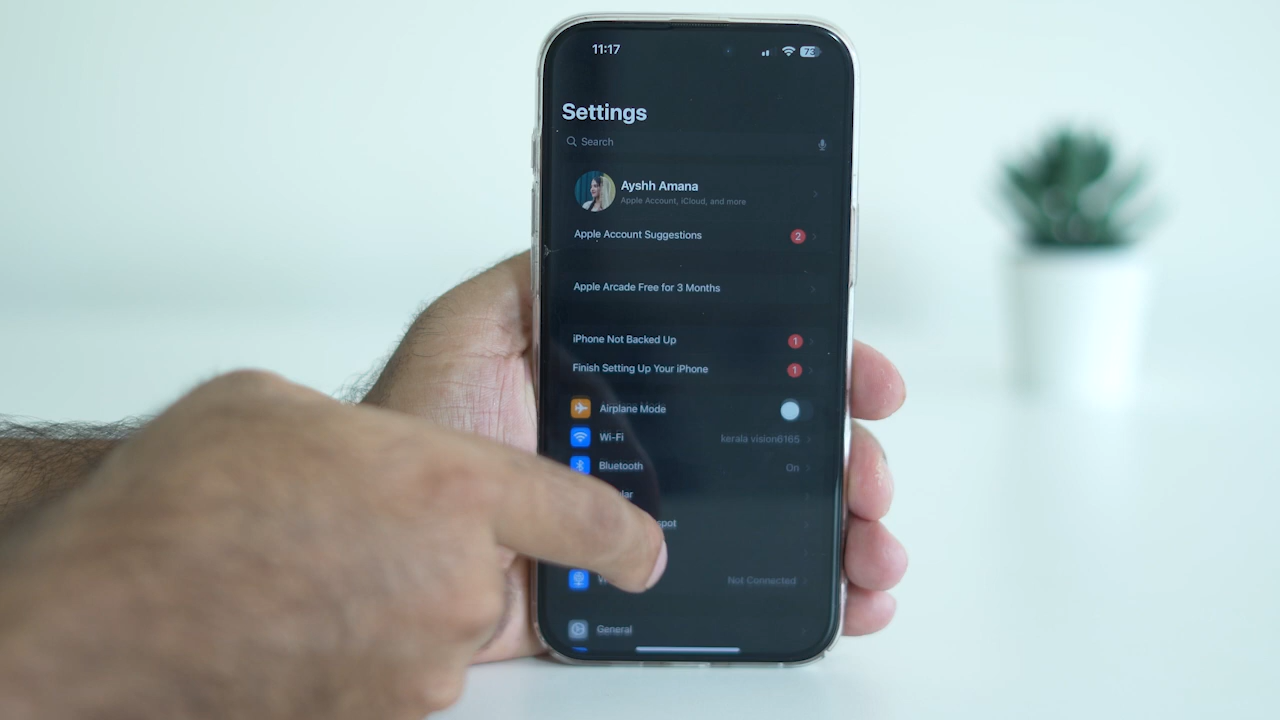 11:17
73
Settings
Search
Ayshh Amana
Apple Account, iCloud, and more
Apple Account Suggestions
2
Apple Arcade Free for 3 Months
iPhone Not Backed Up
1
Finish Setting Up Your iPhone
1
Airplane Mode
Wi-Fi
kerala vision6165
Bluetooth
On
Not Connected
General